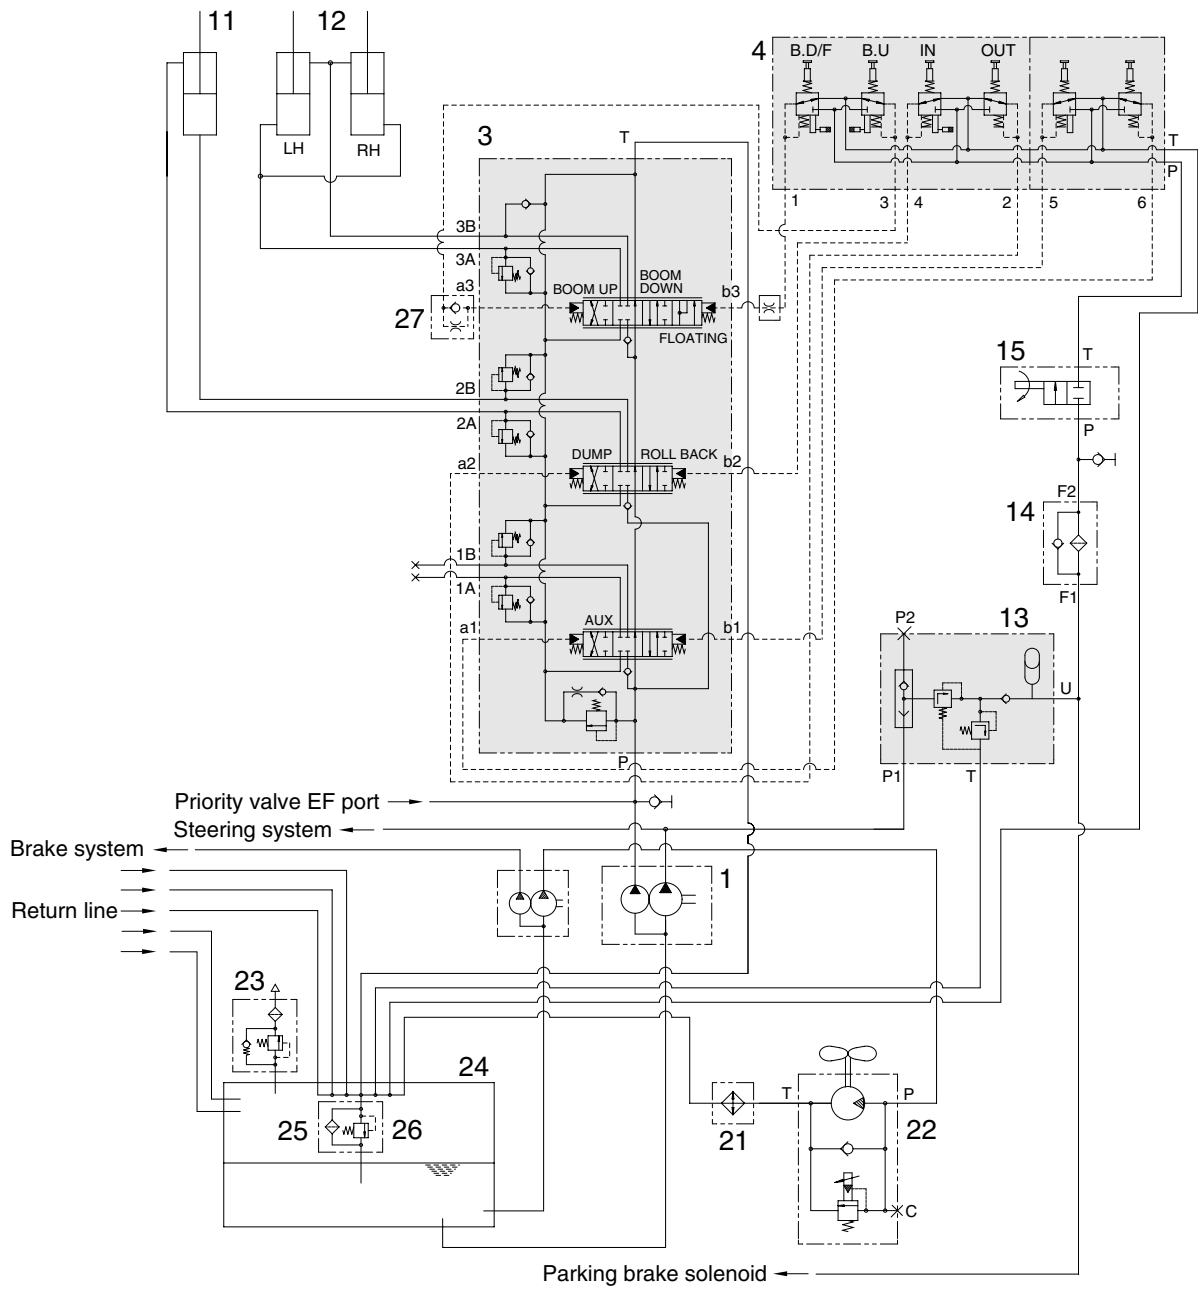 11
12
LH
RH
3
T
4
B.D/F
B.U
IN
OUT
T
P
1
3
4
2
5
6
3B
3A
a3
BOOM UP
BOOM
DOWN
b3
27
FLOATING
15
T
P
2B
2A
a2
DUMP
ROLL BACK
b2
F2
14
F1
1B
1A
a1
AUX
b1
P2
13
U
P
P1
T
Priority valve EF port
Steering system
Brake system
1
Return line
23
24
25
26
21
T
P
22
C
Parking brake solenoid